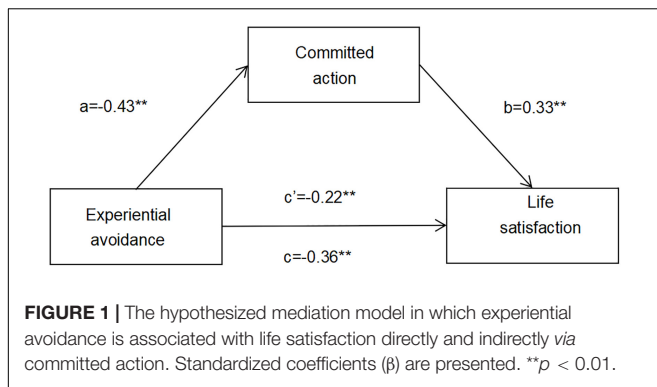 Committed
action
a=-0.43**
b=0.33**
Experiential
avoidance
c’=-0.22**
c=-0.36**
Life
satisfaction
FIGURE 1 | The hypothesized mediation model in which experiential
avoidance is associated with life satisfaction directly and indirectly via
committed action. Standardized coefficients (β) are presented. **p < 0.01.